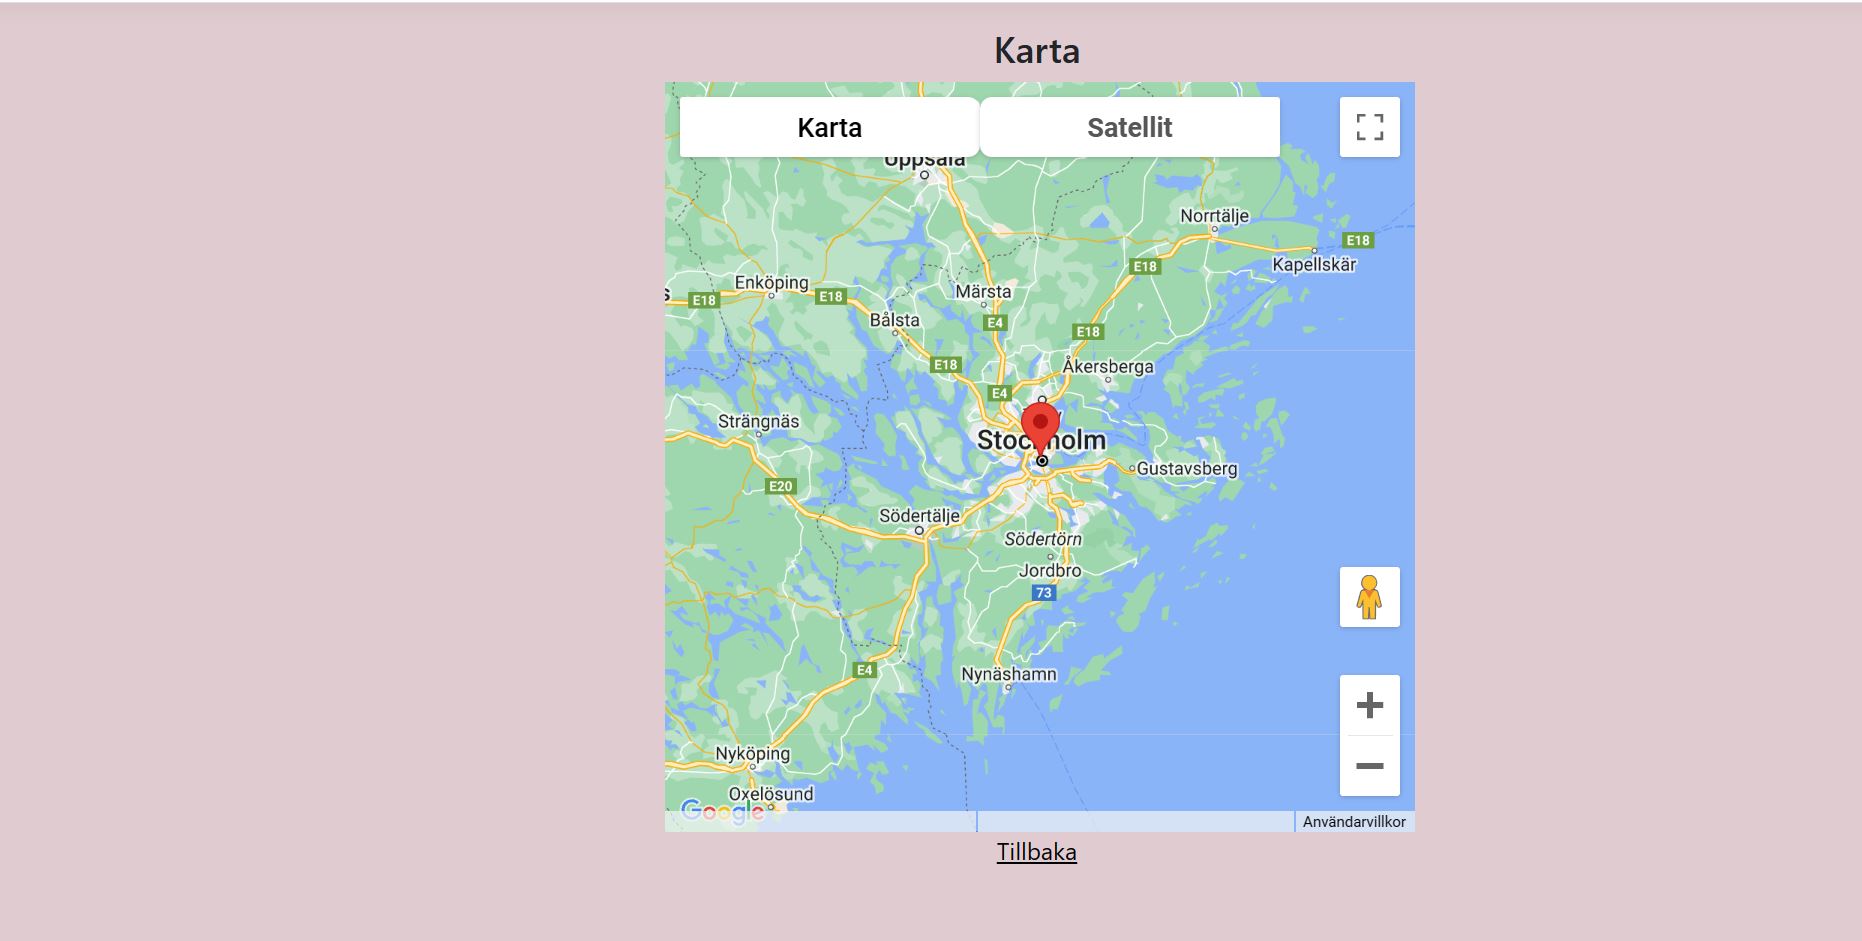 Karta
Karta
Satellit
Uppsala
Norrtälje
E18
Kapellskär
E18
Enköping
E18
E18
Märsta
Bålsta
E4
E18
E18
Åkersberga
E4
Strängnäs
Stockholm
Gustavsberg
E20
Södertälje
Södertörn
Jordbro
73
E4
Nynäshamn
Nyköping
Oxelösund
Google
Användarvillkor
Tillbaka